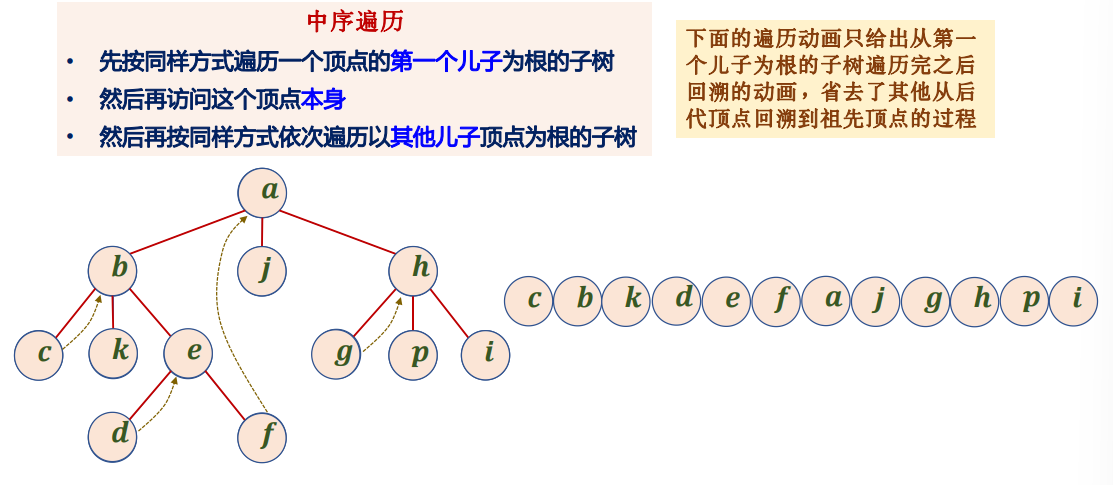 中序遍历
• 先按同样方式遍历一个顶点的第一个儿子为根的子树
• 然后再访问这个顶点本身
• 然后再按同样方式依次遍历以其他儿子顶点为根的子树
下面的遍历动画只给出从第一
个儿子为根的子树遍历完之后
回溯的动画，省去了其他从后
代顶点回溯到祖先顶点的过程
a
b j h
c k e g p i
d f
c b k d e f a j g h p i